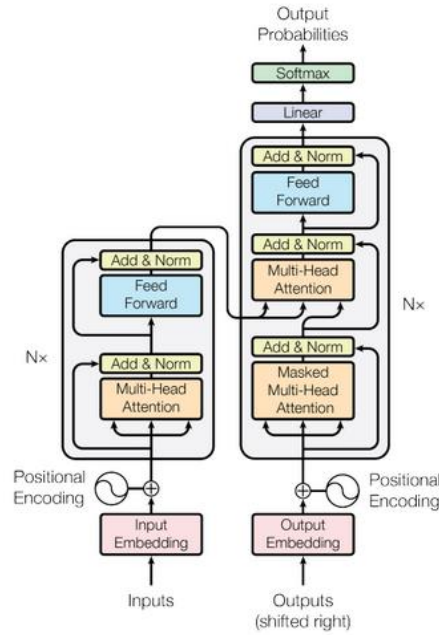 Output
Probabilities
Softmax
Linear
Add & Norm
Feed
Forward
Add & Norm
Multi-Head
Attention
Nx
Add & Norm
Masked
Multi-Head
Attention
Add & Norm
Feed
Forward
Nx
Add & Norm
Multi-Head
Attention
Positional
Encoding
Positional
Encoding
Input
Embedding
Output
Embedding
Inputs
Outputs
(shifted right)